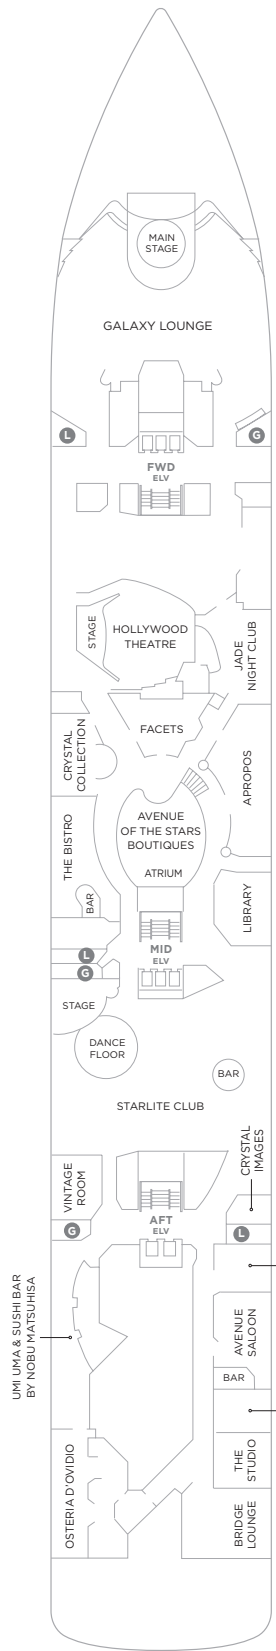 MAIN
STAGE
GALAXY LOUNGE
L
G
FWD
ELV
STAGE
HOLLYWOOD
THEATRE
JADE
NIGHT CLUB
FACETS
CRYSTAL
COLLECTION
APROPOS
THE BISTRO
AVENUE
OF THE STARS
BOUTIQUES
ATRIUM
BAR
LIBRARY
MID
ELV
L
G
STAGE
DANCE
FLOOR
BAR
STARLITE CLUB
CRYSTAL
IMAGES
VINTAGE
ROOM
G
AFT
ELV
L
UMI UMA & SUSHI BAR
BY NOBU MATSUHISA
AVENUE
SALOON
BAR
OSTERIA D'OVIDIO
THE
STUDIO
BRIDGE
LOUNGE